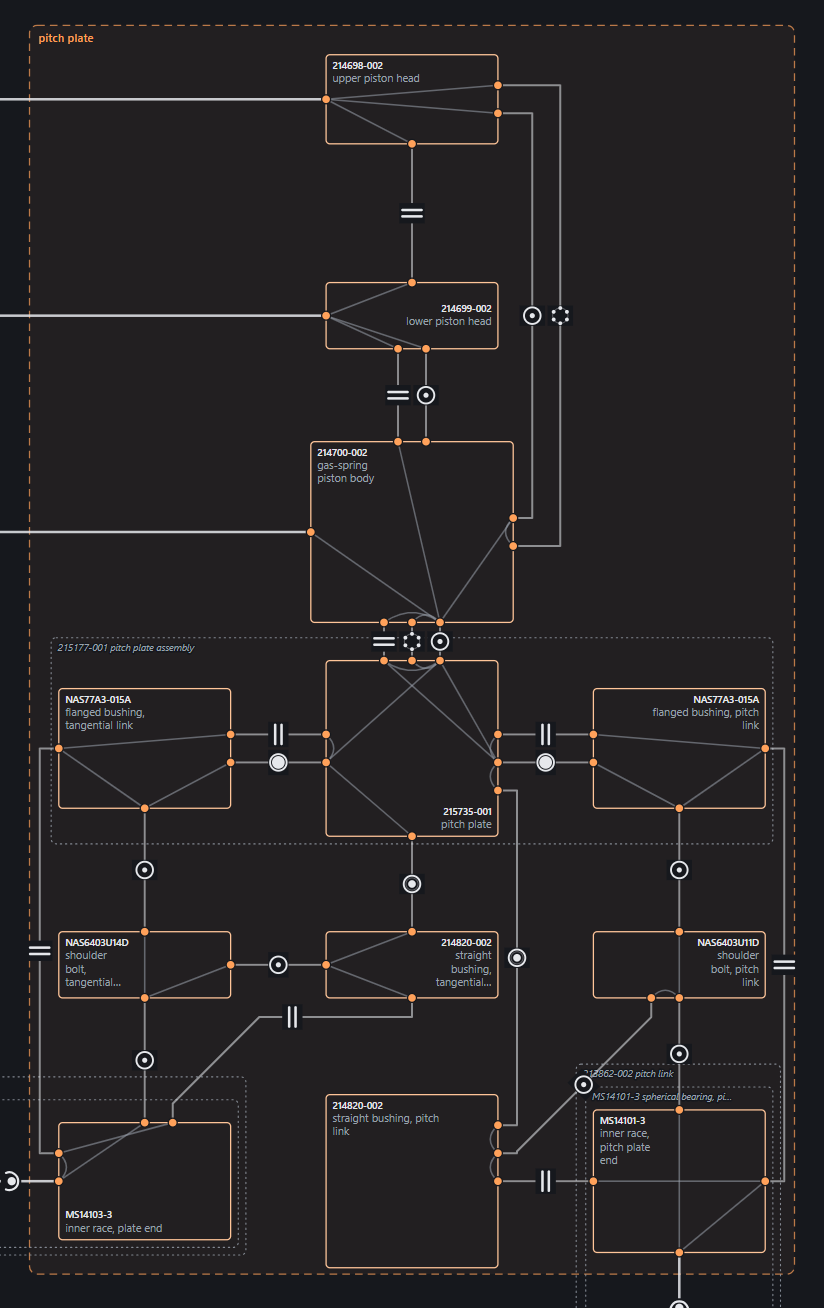 pitch plate
214698-002
upper piston head
214699-002
lower piston head
214700-002
gas-spring
piston body
215177-001 pitch plate assembly
NAS77A3-015A
flanged bushing,
tangential link
NAS77A3-015A
flanged bushing, pitch
link
215735-001
pitch plate
NAS6403U14D
shoulder
bolt,
tangential...
214820-002
straight
bushing,
tangential...
NAS6403U11D
shoulder
bolt, pitch
link
213862-002 pitch link
MS14101-3 spherical bearing, pi...
214820-002
straight bushing, pitch
link
MS14101-3
inner race,
pitch plate
end
MS14103-3
inner race, plate end